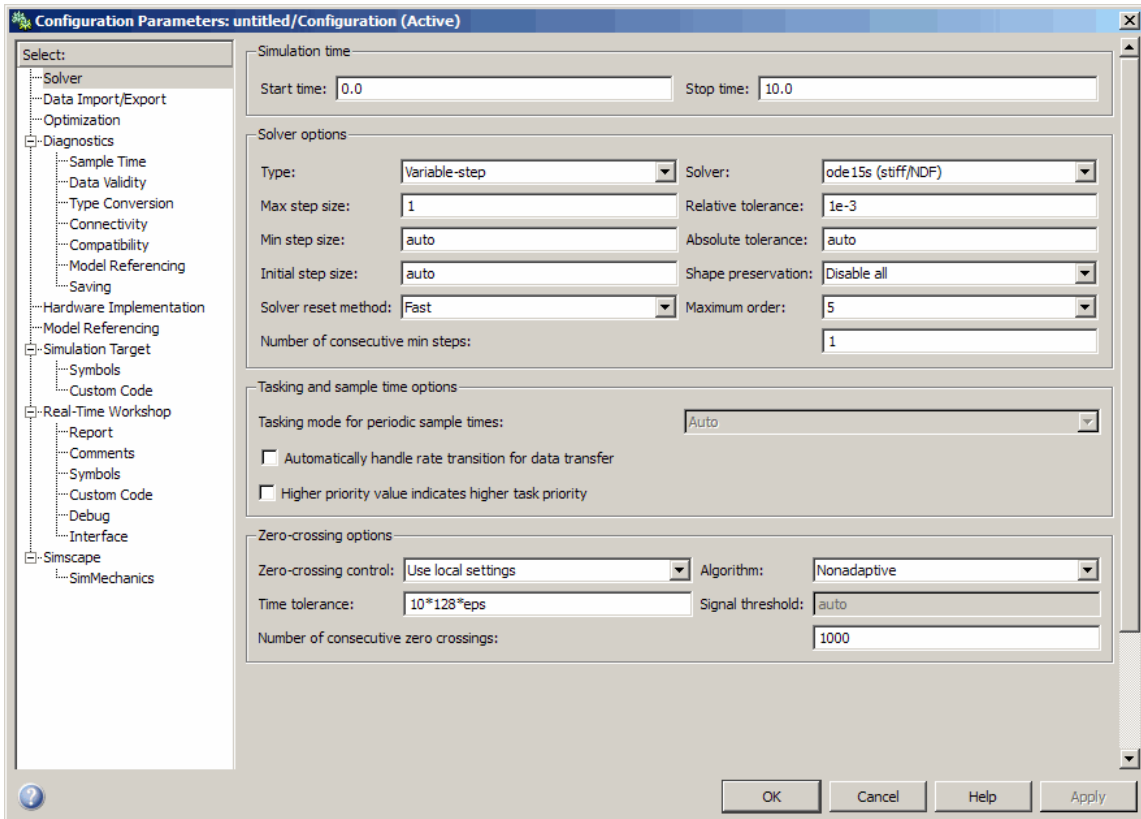 Configuration Parameters: untitled/Configuration (Active)
Select:
Solver
Data Import/Export
Optimization
Diagnostics
Sample Time
Data Validity
Type Conversion
Connectivity
Compatibility
Model Referencing
Saving
Hardware Implementation
Model Referencing
Simulation Target
Symbols
Custom Code
Real-Time Workshop
Report
Comments
Symbols
Custom Code
Debug
Interface
Simscape
SimMechanics
Simulation time
Start time: 0.0 Stop time: 10.0
Solver options
Type: Variable-step Solver: ode15s (stiff/NDF)
Max step size: 1 Relative tolerance: 1e-3
Min step size: auto Absolute tolerance: auto
Initial step size: auto Shape preservation: Disable all
Solver reset method: Fast Maximum order: 5
Number of consecutive min steps: 1
Tasking and sample time options
Tasking mode for periodic sample times: Auto
Automatically handle rate transition for data transfer
Higher priority value indicates higher task priority
Zero-crossing options
Zero-crossing control: Use local settings Algorithm: Nonadaptive
Time tolerance: 10*128*eps Signal threshold: auto
Number of consecutive zero crossings: 1000
OK Cancel Help Apply